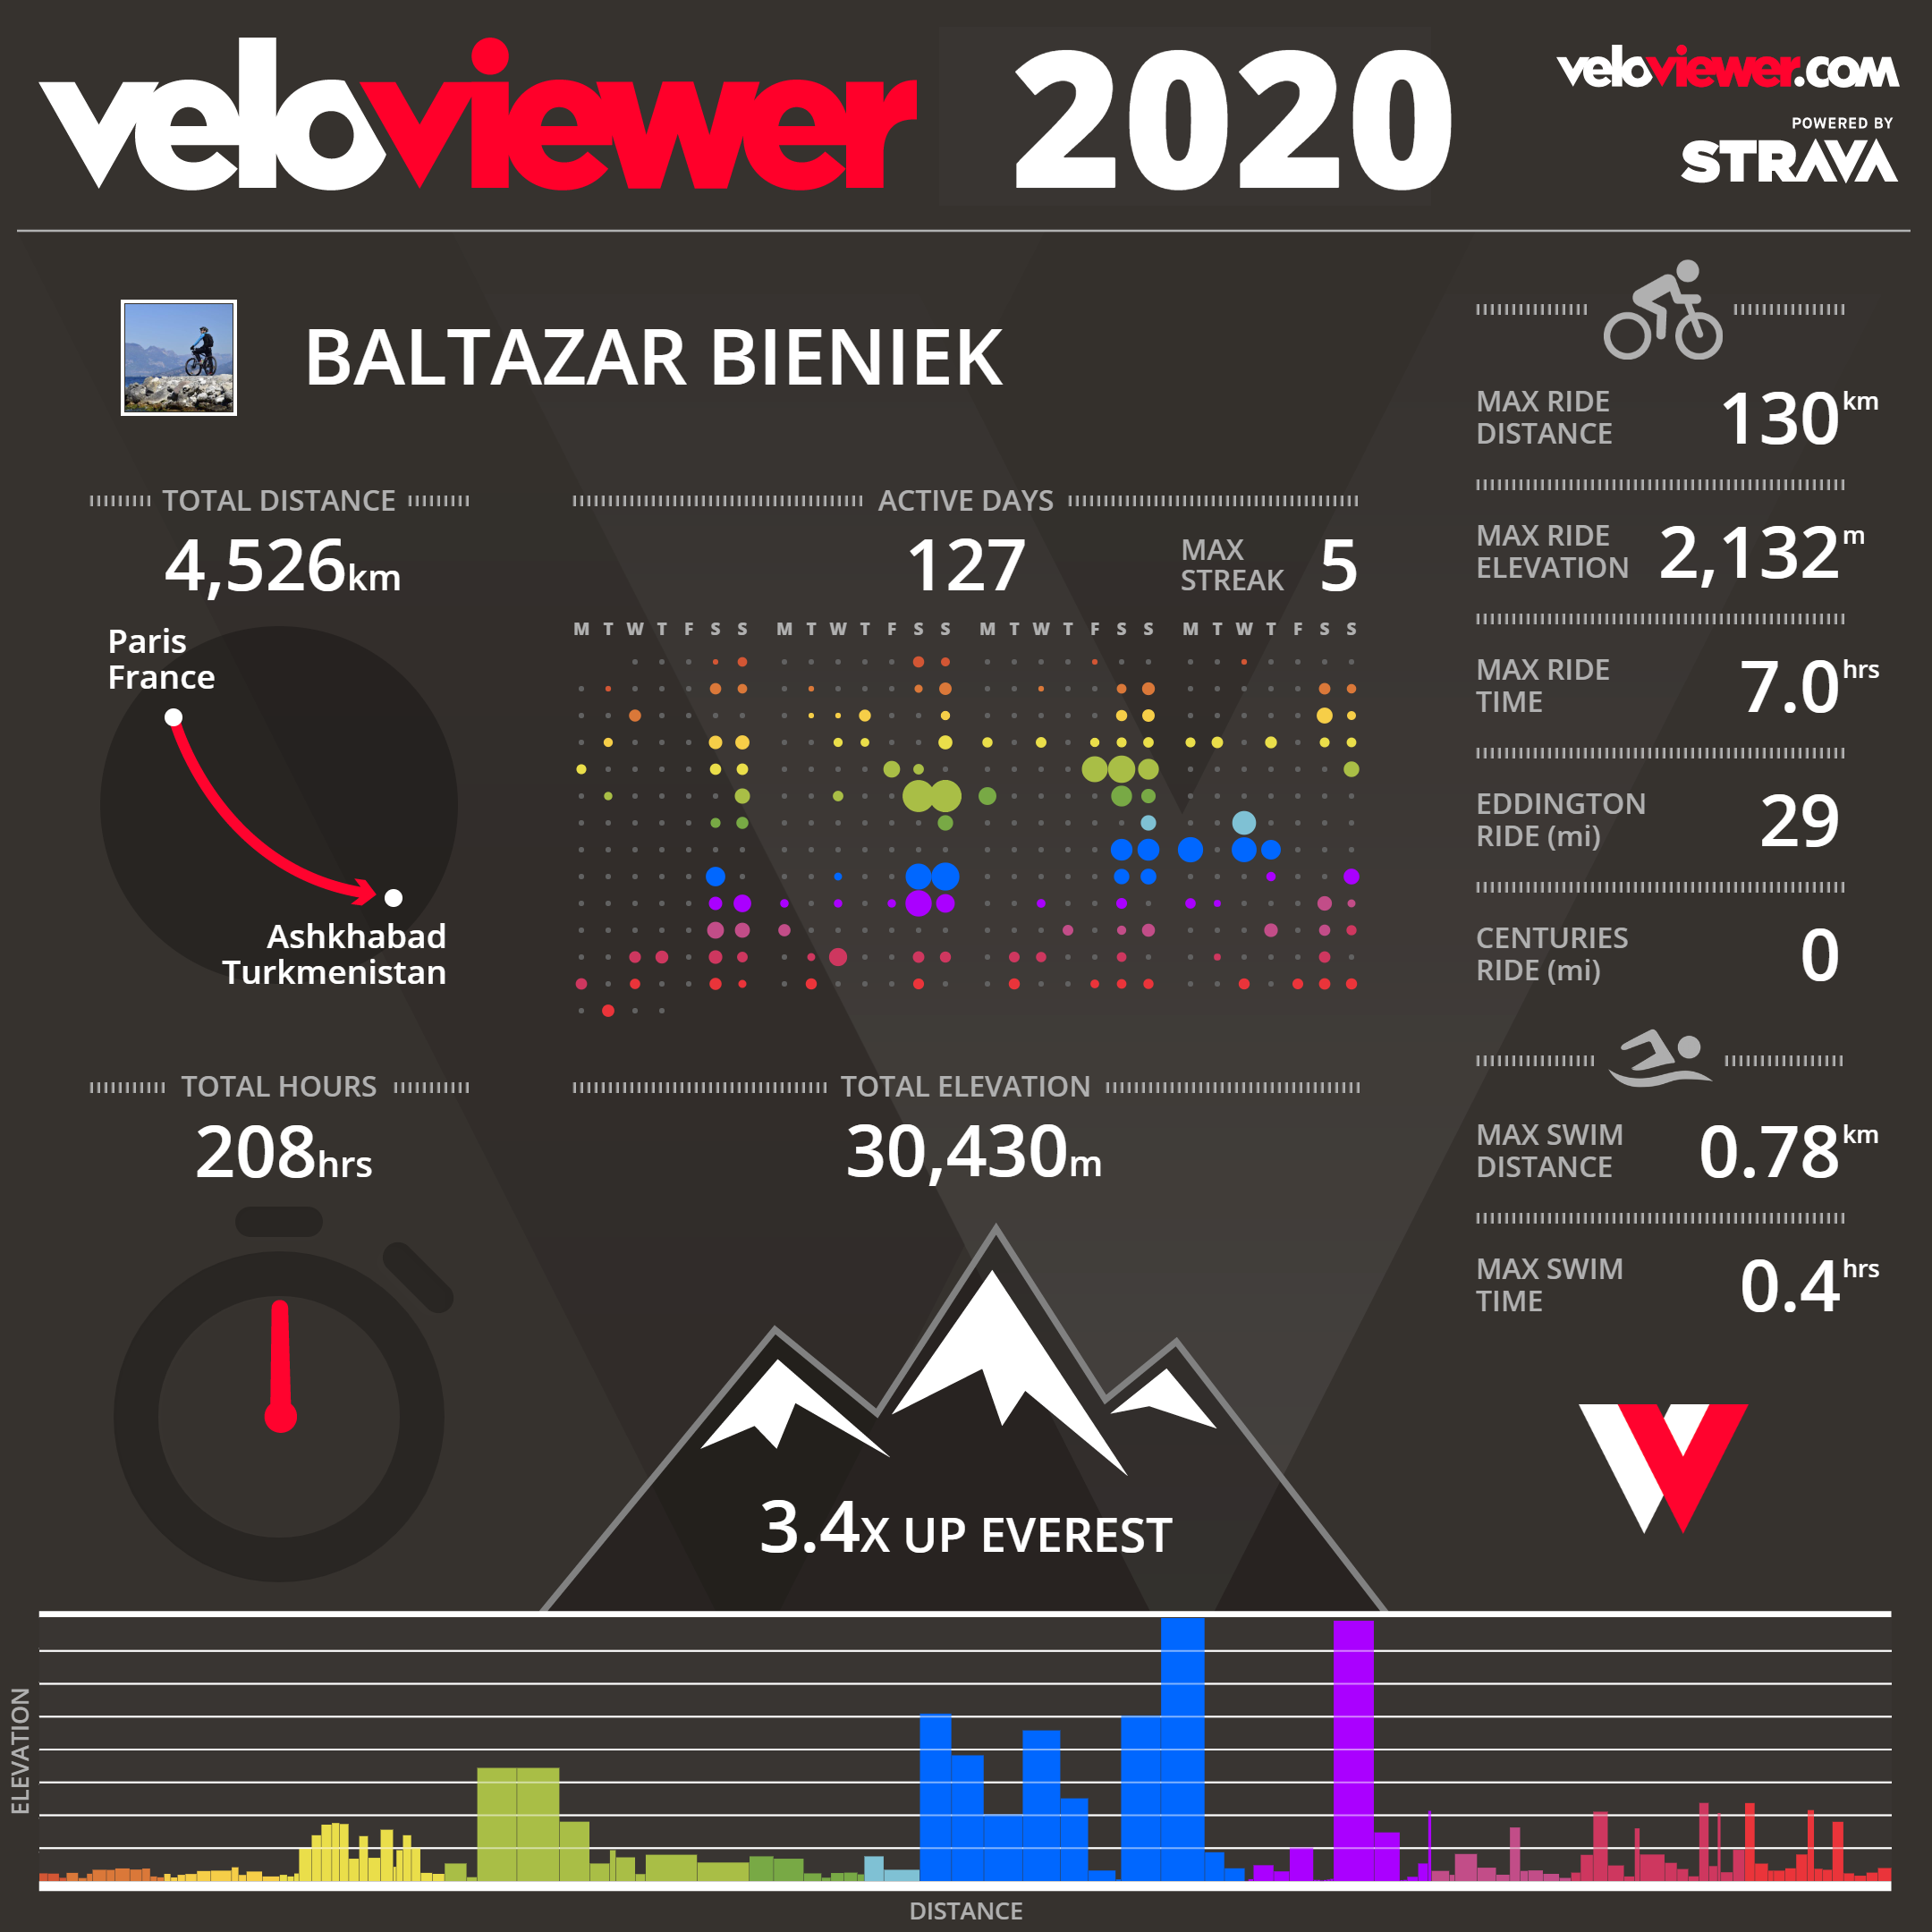 veloviewer 2020
veloviewer.com
POWERED BY
STRAVA
BALTAZAR BIENIEK
TOTAL DISTANCE
4,526km
Paris
France
Ashkhabad
Turkmenistan
ACTIVE DAYS
127
MAX
STREAK
5
M T W T F S S M T W T F S S M T W T F S S M T W T F S S
TOTAL HOURS
208hrs
TOTAL ELEVATION
30,430m
3.4X UP EVEREST
MAX RIDE
DISTANCE
130km
MAX RIDE
ELEVATION
2,132m
MAX RIDE
TIME
7.0hrs
EDDINGTON
RIDE (mi)
29
CENTURIES
RIDE (mi)
0
MAX SWIM
DISTANCE
0.78km
MAX SWIM
TIME
0.4hrs
ELEVATION
DISTANCE